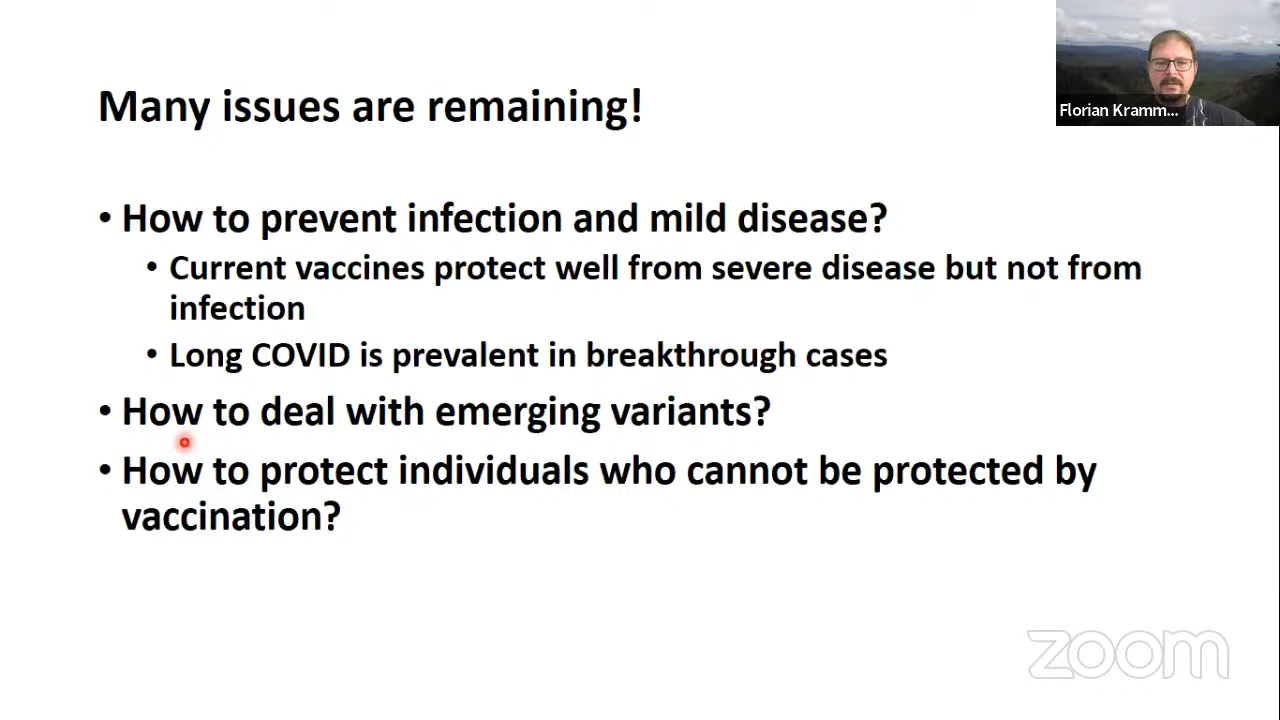 Many issues are remaining!
Florian Kramm...
• How to prevent infection and mild disease?
• Current vaccines protect well from severe disease but not from
infection
• Long COVID is prevalent in breakthrough cases
• How to deal with emerging variants?
• How to protect individuals who cannot be protected by
vaccination?
zoom